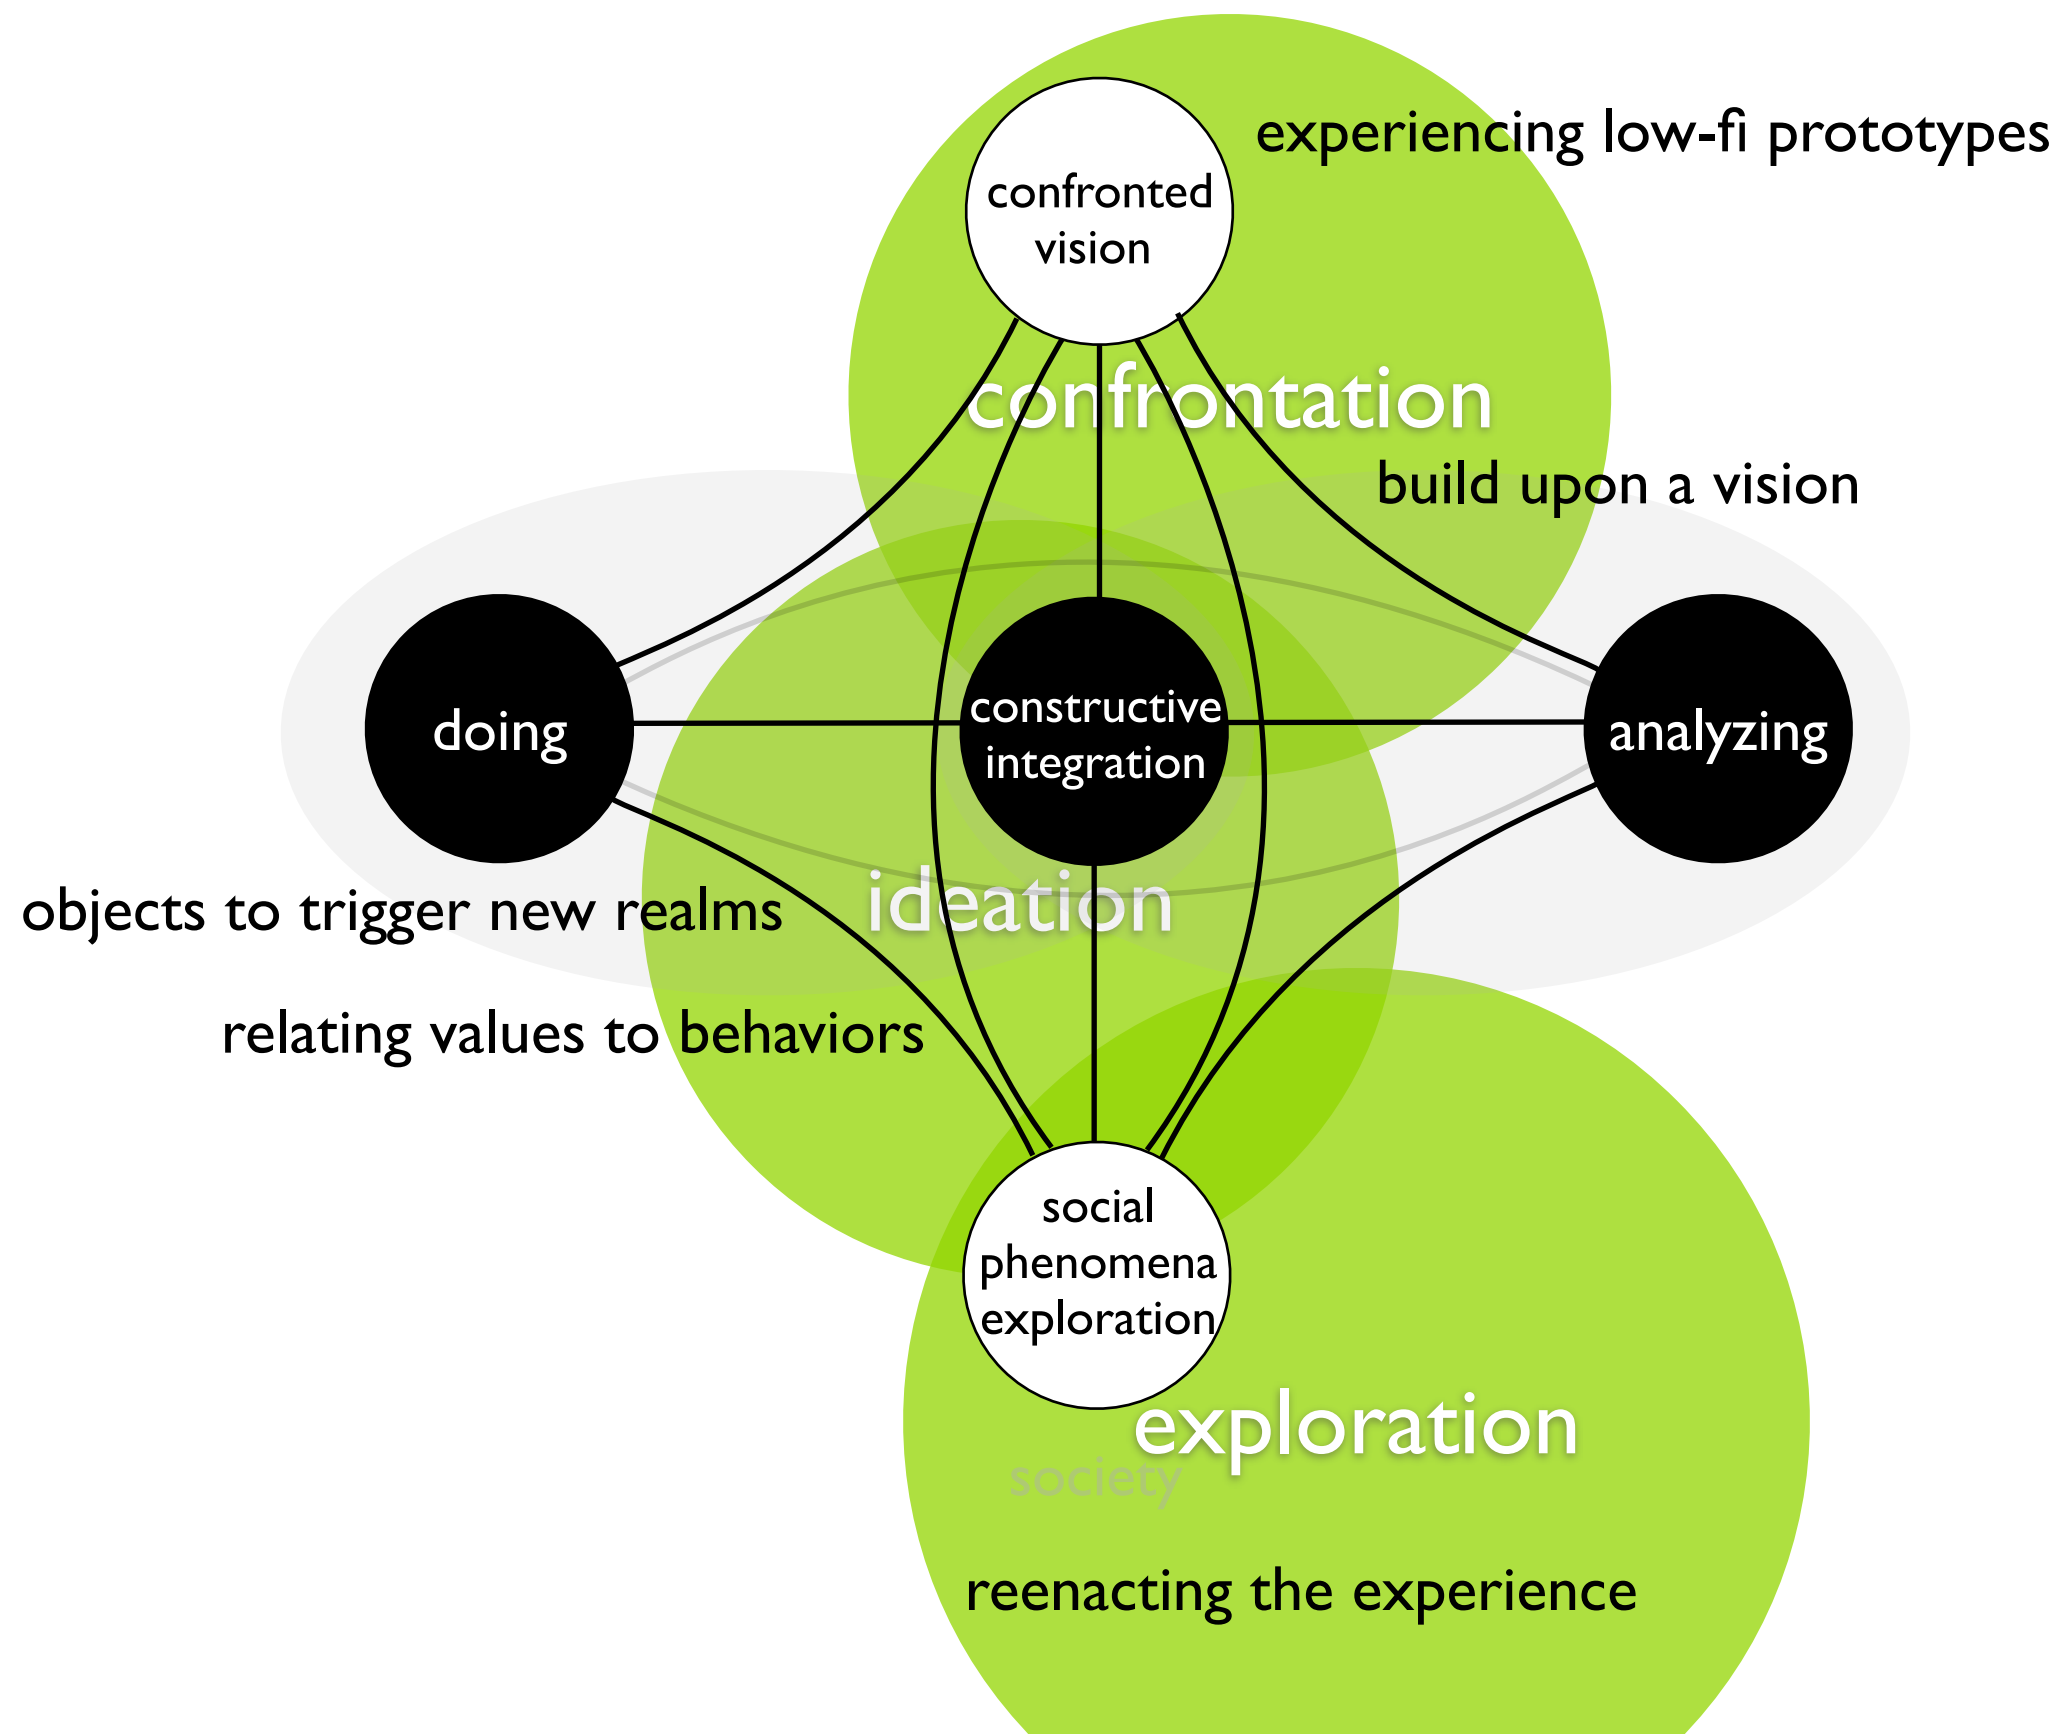 experiencing low-fi prototypes
confronted
vision
confrontation
build upon a vision
doing
constructive
integration
analyzing
ideation
objects to trigger new realms
relating values to behaviors
social
phenomena
exploration
exploration
society
reenacting the experience